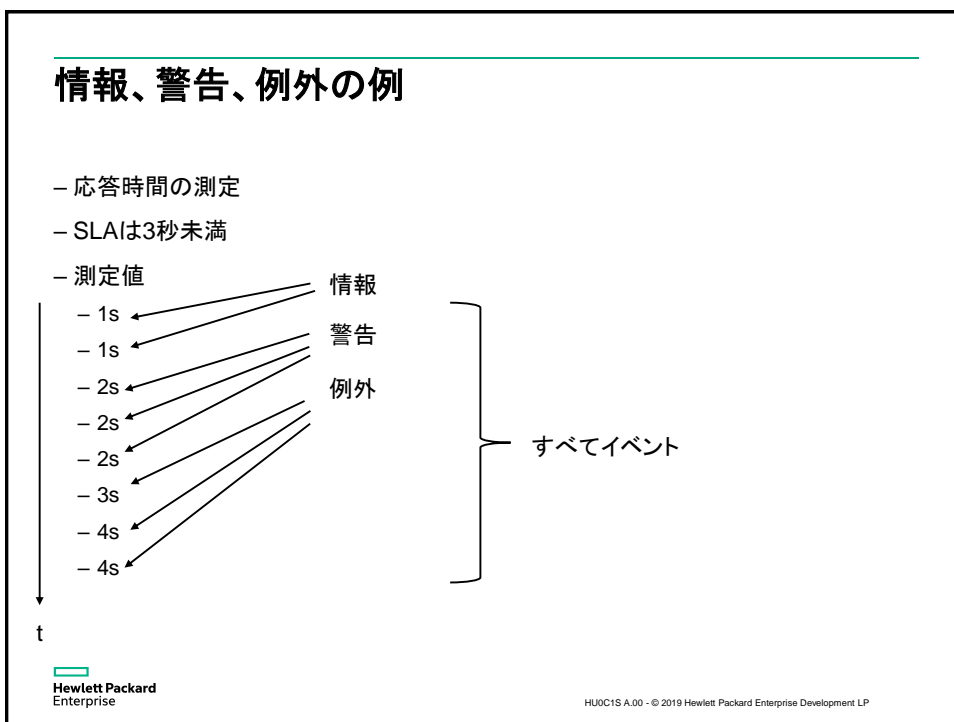 情報、警告、例外の例
– 応答時間の測定
– SLAは3秒未満
– 測定値
– 1s
– 1s
– 2s
– 2s
– 2s
– 3s
– 4s
– 4s
情報
警告
例外
すべてイベント
t
Hewlett Packard
Enterprise
HU0C1S A.00 - © 2019 Hewlett Packard Enterprise Development LP